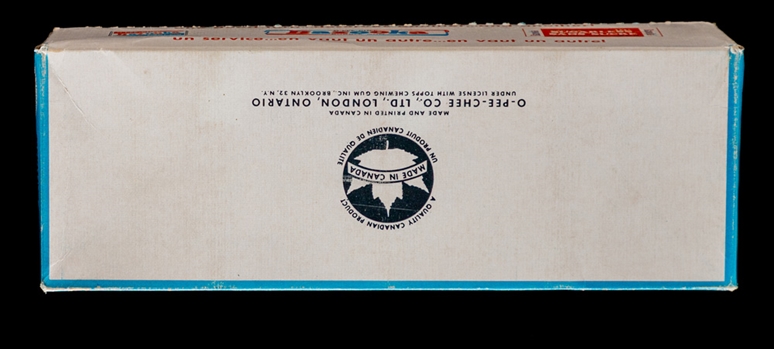 Bazooka
un service...en vaut un autre...en vaut un autre!
A QUALITY CANADIAN PRODUCT
MADE IN CANADA
UN PRODUIT CANADIEN DE QUALITÉ
MADE AND PRINTED IN CANADA
O-PEE-CHEE CO., LTD., LONDON, ONTARIO
UNDER LICENSE WITH TOPPS CHEWING GUM INC., BROOKLYN 32, N.Y.